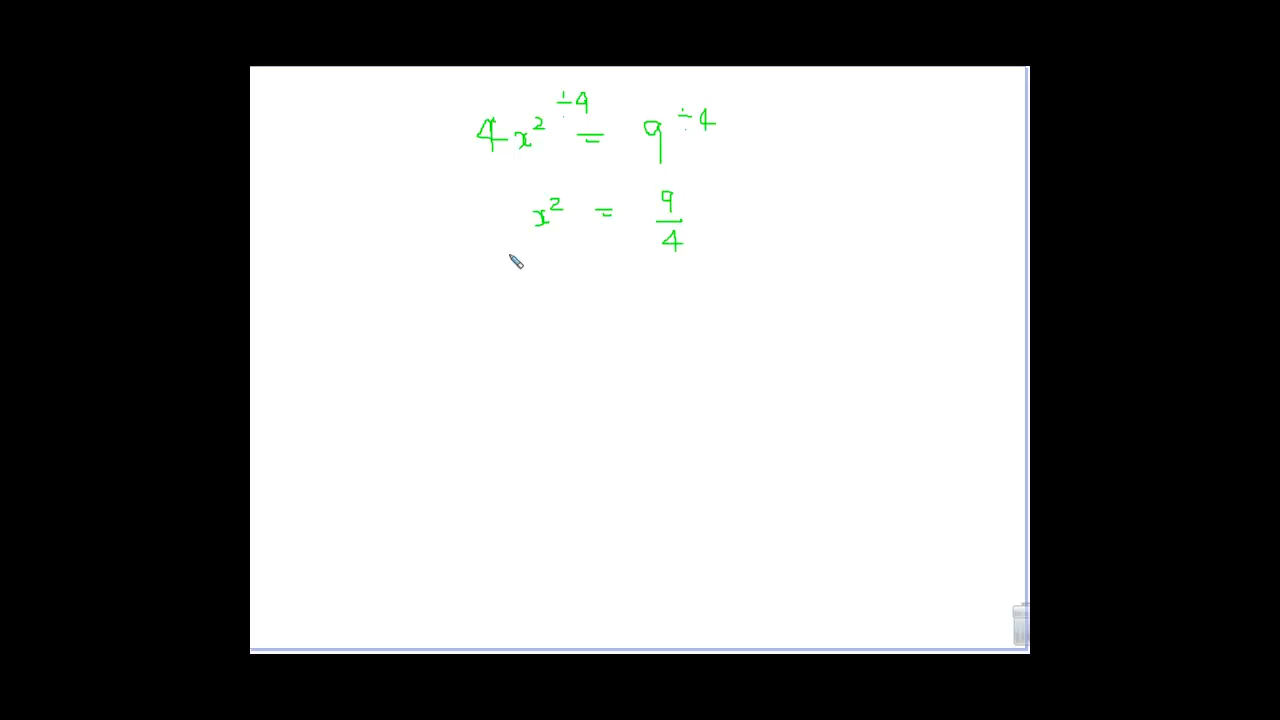 4x² ÷4 = 9 ÷4
x² = 9/4